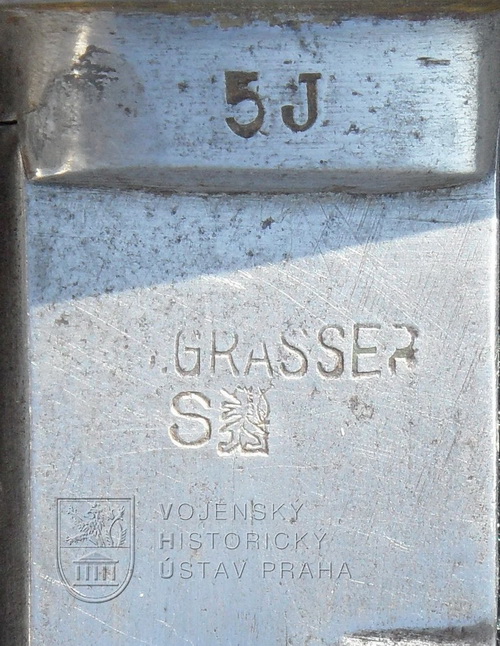 5J
.GRASSER
S
VOJENSKÝ
HISTORICKÝ
ÚSTAV PRAHA